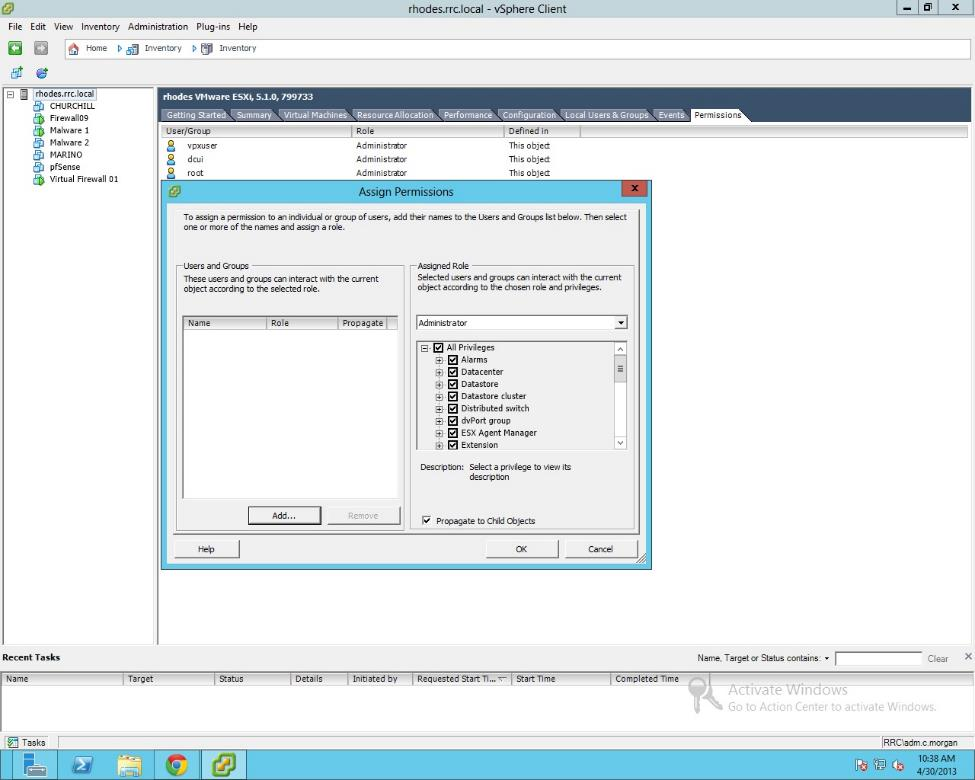 rhodes.rrc.local - vSphere Client
File Edit View Inventory Administration Plug-ins Help
Home Inventory Inventory
rhodes.rrc.local
CHURCHILL
Firewall09
Malware 1
Malware 2
MARINO
pfSense
Virtual Firewall 01
rhodes VMware ESXi, 5.1.0, 799733
Getting Started Summary Virtual Machines Resource Allocation Performance Configuration Local Users & Groups Events Permissions
User/Group Role Defined in
vpxuser Administrator This object
dcui Administrator This object
root Administrator This object
Assign Permissions
x
To assign a permission to an individual or group of users, add their names to the Users and Groups list below. Then select
one or more of the names and assign a role.
Users and Groups
These users and groups can interact with the current
object according to the selected role.
Name Role Propagate
Add... Remove
Assigned Role
Selected users and groups can interact with the current
object according to the chosen role and privileges.
Administrator
All Privileges
Alarms
Datacenter
Datastore
Datastore cluster
Distributed switch
dvPort group
ESX Agent Manager
Extension
Description: Select a privilege to view its
description
Propagate to Child Objects
Help OK Cancel
Recent Tasks
Name, Target or Status contains: Clear
Name Target Status Details Initiated by Requested Start Ti... Start Time Completed Time
Activate Windows
Go to Action Center to activate Windows.
Tasks
RRC\adm.c.morgan
10:38 AM
4/30/2013